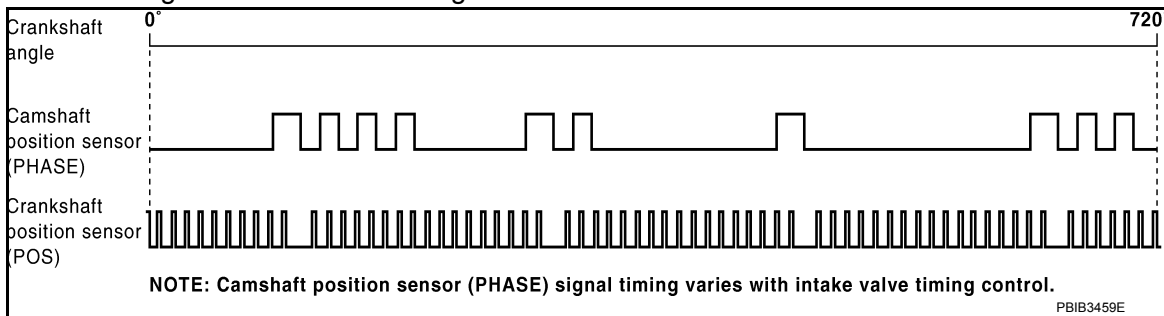 0° 720
Crankshaft
angle
Camshaft
position sensor
(PHASE)
Crankshaft
position sensor
(POS)
NOTE: Camshaft position sensor (PHASE) signal timing varies with intake valve timing control.
PBIB3459E